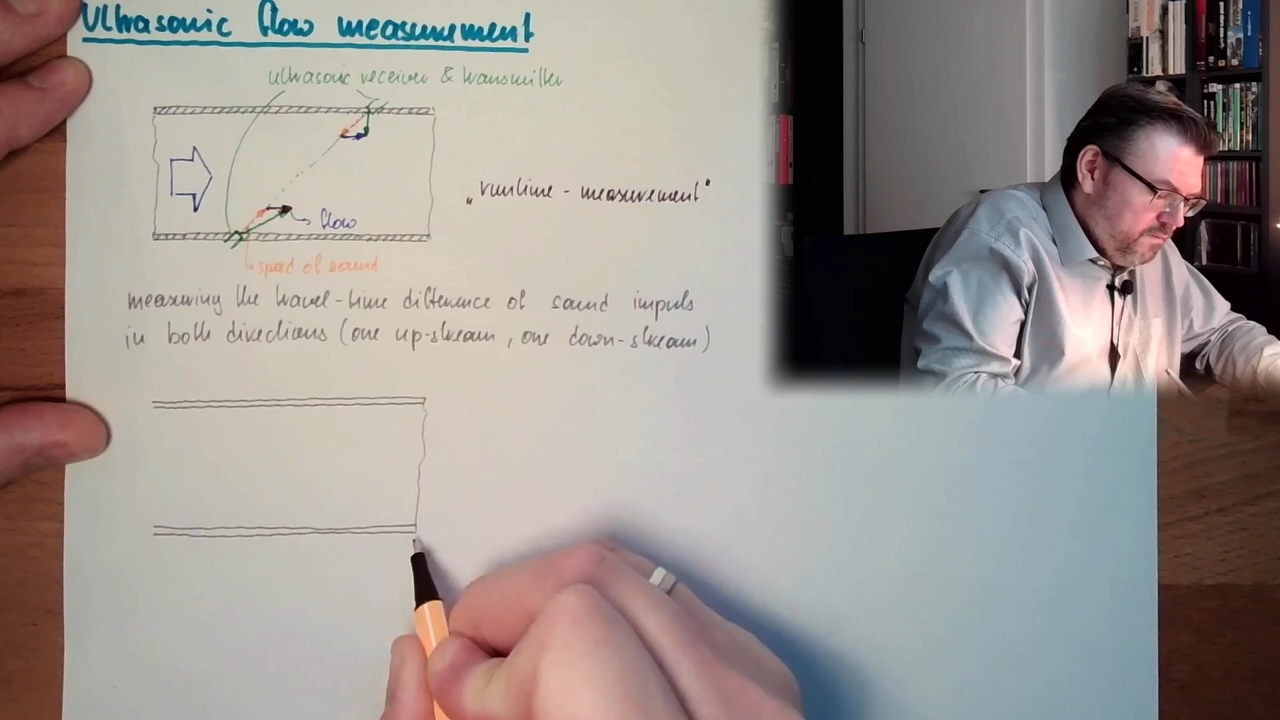 Ultrasonic flow measurement
ultrasonic receiver & transmitter
„runtime - measurement"
flow
speed of sound
measuring the travel-time difference of sound impuls
in both directions (one up-stream, one down-stream)